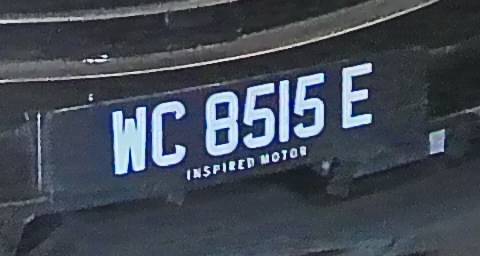 WC 8515 E
INSPIRED MOTOR